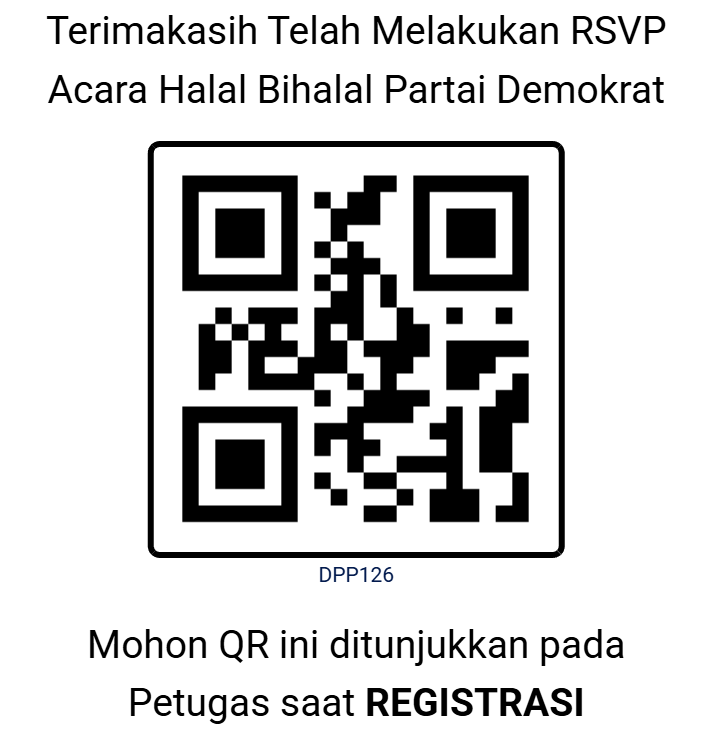 Terimakasih Telah Melakukan RSVP
Acara Halal Bihalal Partai Demokrat
DPP126
Mohon QR ini ditunjukkan pada
Petugas saat REGISTRASI